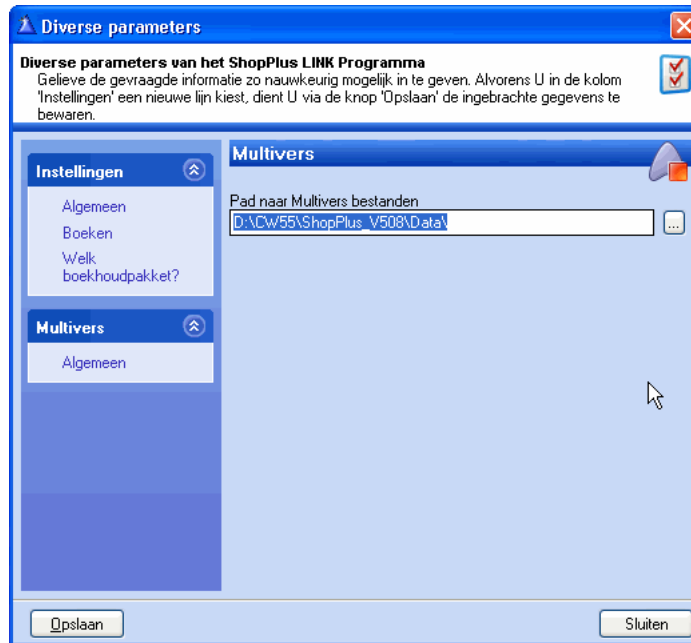 Diverse parameters
Diverse parameters van het ShopPlus LINK Programma
Gelieve de gevraagde informatie zo nauwkeurig mogelijk in te geven. Alvorens U in de kolom
'Instellingen' een nieuwe lijn kiest, dient U via de knop 'Opslaan' de ingebrachte gegevens te
bewaren.
Instellingen
Algemeen
Boeken
Welk
boekhoudpakket?
Multivers
Algemeen
Multivers
Pad naar Multivers bestanden
D:\CW55\ShopPlus_V508\Data\
...
Opslaan
Sluiten